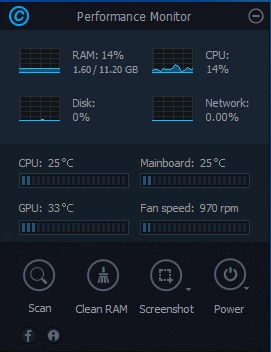 Performance Monitor
RAM: 14%
1.60 / 11.20 GB
CPU:
14%
Disk:
0%
Network:
0.00%
CPU: 25°C
Mainboard: 25°C
GPU: 33°C
Fan speed: 970 rpm
Scan
Clean RAM
Screenshot
Power